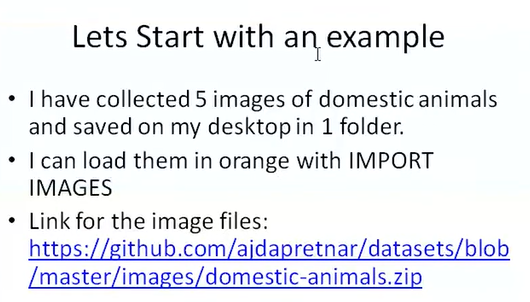 Lets Start with an example
• I have collected 5 images of domestic animals
and saved on my desktop in 1 folder.
• I can load them in orange with IMPORT
IMAGES
• Link for the image files:
https://github.com/ajdapretnar/datasets/blob
/master/images/domestic-animals.zip